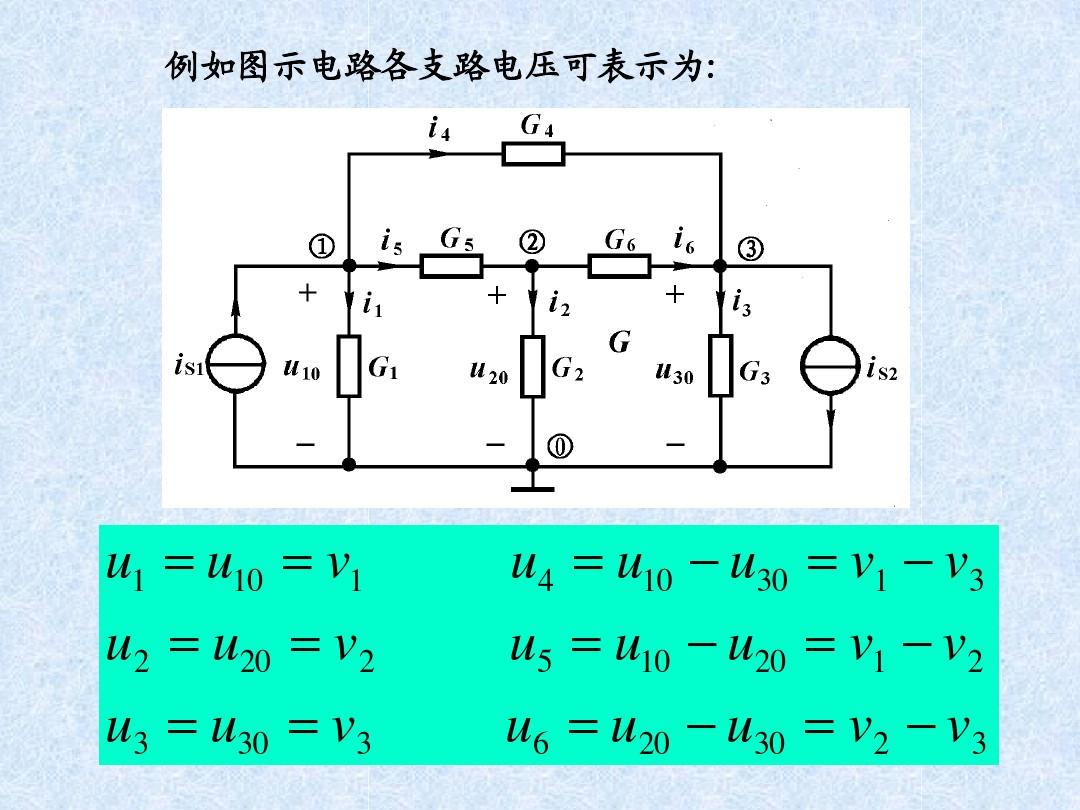 例如图示电路各支路电压可表示为:
i4 G4
① i5 G5 ② G6 i6 ③
+ i1 + i2 + i3
G
iS1 u10 G1 u20 G2 u30 G3 iS2
− − ⓪ −
u1 = u10 = v1 u4 = u10 − u30 = v1 − v3
u2 = u20 = v2 u5 = u10 − u20 = v1 − v2
u3 = u30 = v3 u6 = u20 − u30 = v2 − v3